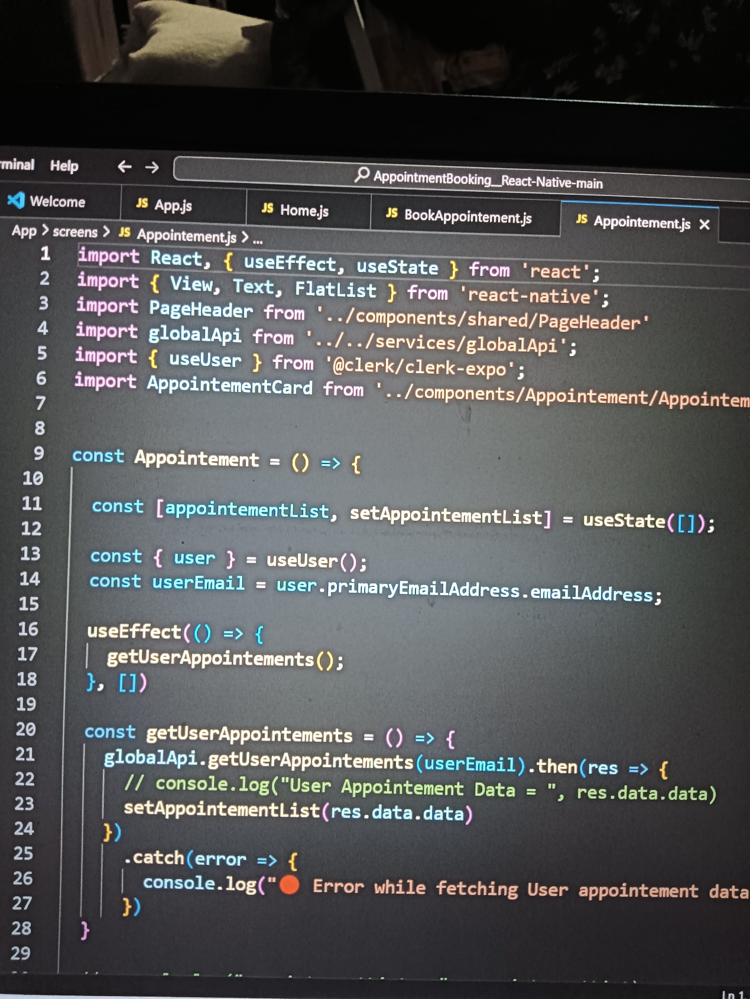 rminal Help ← → AppointmentBooking__React-Native-main
Welcome JS App.js JS Home.js JS BookAppointement.js JS Appointement.js ×
App > screens > JS Appointement.js > ...
1 import React, { useEffect, useState } from 'react';
2 import { View, Text, FlatList } from 'react-native';
3 import PageHeader from '../components/shared/PageHeader'
4 import globalApi from '../../services/globalApi';
5 import { useUser } from '@clerk/clerk-expo';
6 import AppointementCard from '../components/Appointement/Appointem
7
8
9 const Appointement = () => {
10
11 const [appointementList, setAppointementList] = useState([]);
12
13 const { user } = useUser();
14 const userEmail = user.primaryEmailAddress.emailAddress;
15
16 useEffect(() => {
17 getUserAppointements();
18 }, [])
19
20 const getUserAppointements = () => {
21 globalApi.getUserAppointements(userEmail).then(res => {
22 // console.log("User Appointement Data = ", res.data.data)
23 setAppointementList(res.data.data)
24 })
25 .catch(error => {
26 console.log("🔴 Error while fetching User appointement data
27 })
28 }
29
Ln 1,